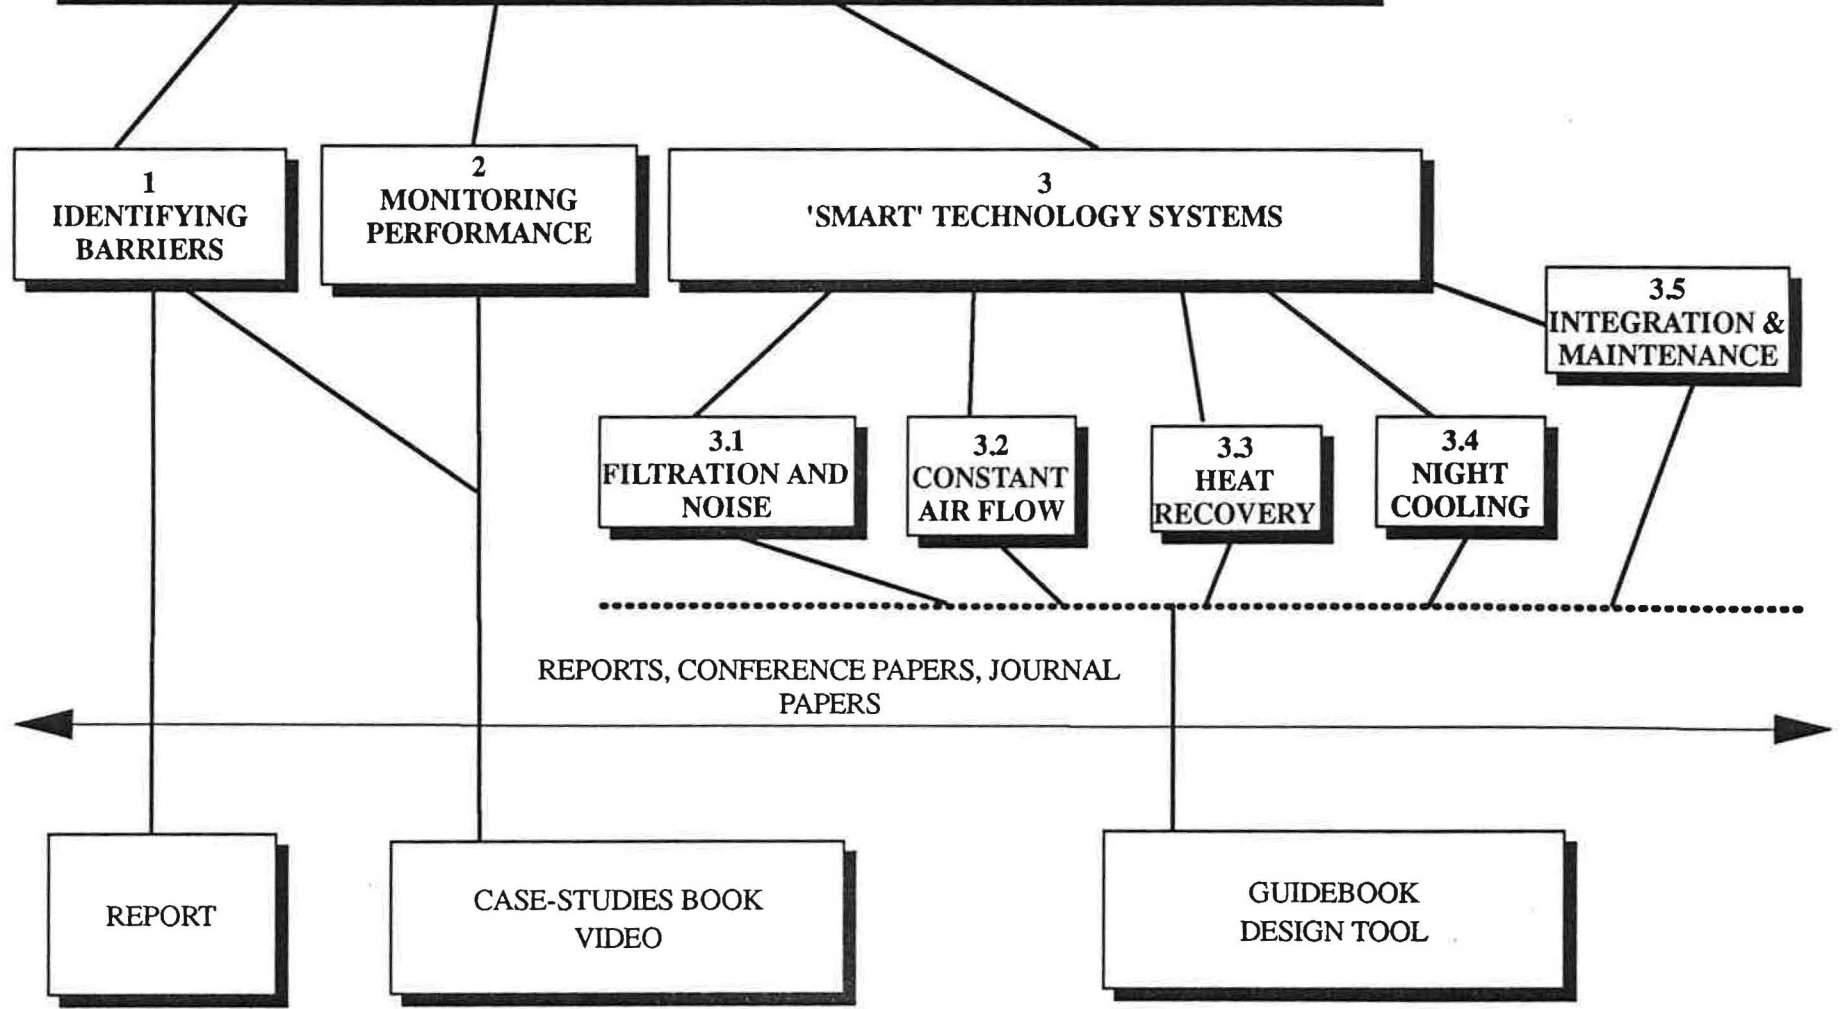 1
IDENTIFYING
BARRIERS
2
MONITORING
PERFORMANCE
3
'SMART' TECHNOLOGY SYSTEMS
3.5
INTEGRATION &
MAINTENANCE
3.1
FILTRATION AND
NOISE
3.2
CONSTANT
AIR FLOW
3.3
HEAT
RECOVERY
3.4
NIGHT
COOLING
REPORTS, CONFERENCE PAPERS, JOURNAL
PAPERS
REPORT
CASE-STUDIES BOOK
VIDEO
GUIDEBOOK
DESIGN TOOL